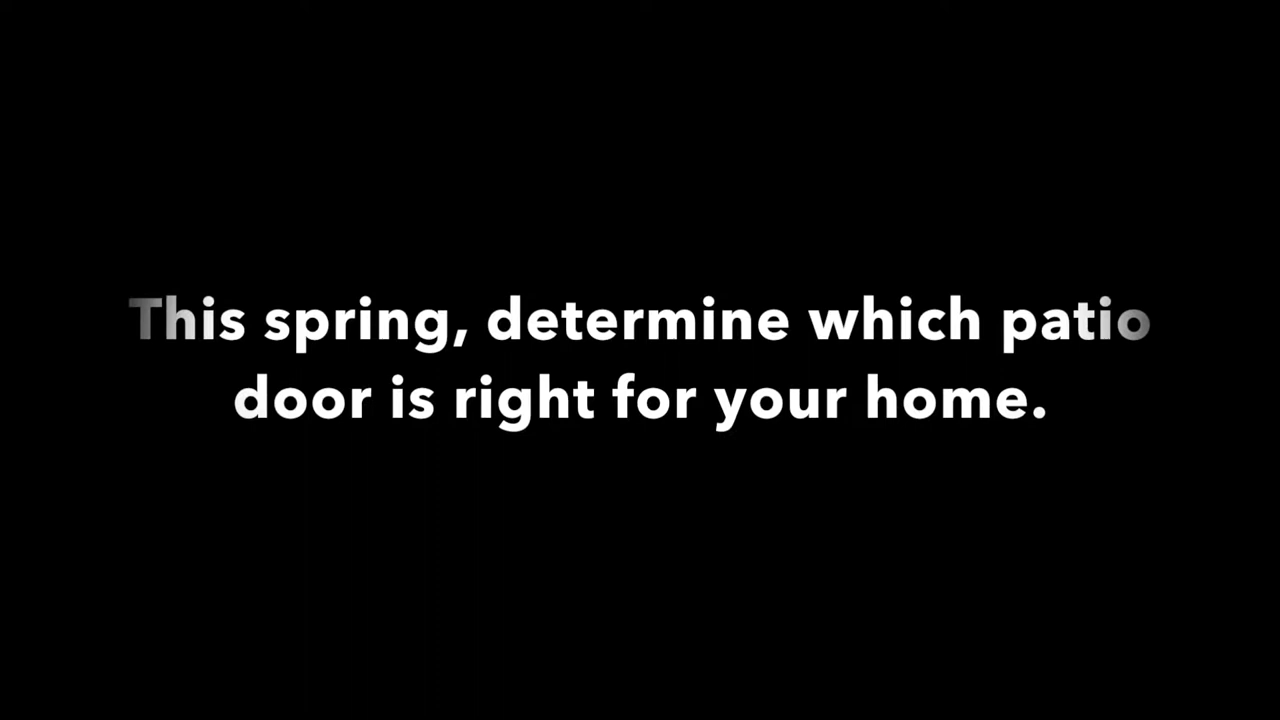 This spring, determine which patio
door is right for your home.